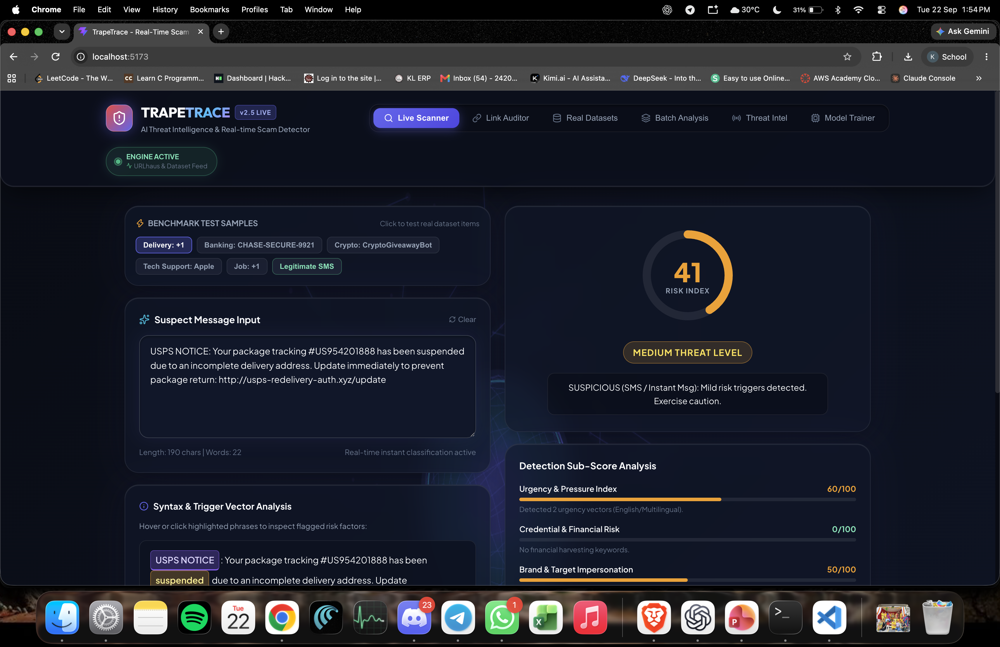 Chrome File Edit View History Bookmarks Profiles Tab Window Help
30°C 31% Tue 22 Sep 1:54 PM
TrapeTrace - Real-Time Scam
Ask Gemini
localhost:5173
K School
LeetCode - The W...
CC Learn C Programm...
Dashboard | Hack...
Log in to the site |...
KL ERP
Inbox (54) - 2420...
Kimi.ai - AI Assista...
DeepSeek - Into th...
Easy to use Online...
AWS Academy Clo...
Claude Console
TRAPETRACE v2.5 LIVE
AI Threat Intelligence & Real-time Scam Detector
Live Scanner
Link Auditor
Real Datasets
Batch Analysis
Threat Intel
Model Trainer
ENGINE ACTIVE
URLhaus & Dataset Feed
BENCHMARK TEST SAMPLES
Click to test real dataset items
Delivery: +1
Banking: CHASE-SECURE-9921
Crypto: CryptoGiveawayBot
Tech Support: Apple
Job: +1
Legitimate SMS
Suspect Message Input
Clear
USPS NOTICE: Your package tracking #US954201888 has been suspended
due to an incomplete delivery address. Update immediately to prevent
package return: http://usps-redelivery-auth.xyz/update
Length: 190 chars | Words: 22
Real-time instant classification active
Syntax & Trigger Vector Analysis
Hover or click highlighted phrases to inspect flagged risk factors:
USPS NOTICE : Your package tracking #US954201888 has been
suspended due to an incomplete delivery address. Update
41
RISK INDEX
MEDIUM THREAT LEVEL
SUSPICIOUS (SMS / Instant Msg): Mild risk triggers detected.
Exercise caution.
Detection Sub-Score Analysis
Urgency & Pressure Index 60/100
Detected 2 urgency vectors (English/Multilingual).
Credential & Financial Risk 0/100
No financial harvesting keywords.
Brand & Target Impersonation 50/100
Tue
22
23
1
X
P